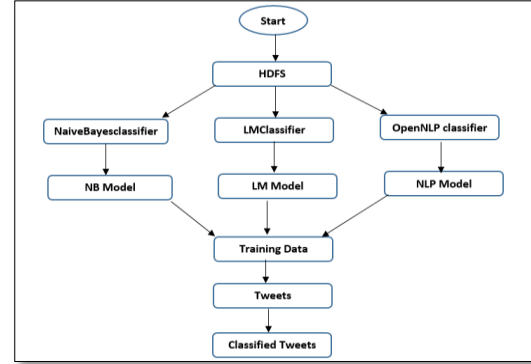 Start
HDFS
NaiveBayesclassifier
LMClassifier
OpenNLP classifier
NB Model
LM Model
NLP Model
Training Data
Tweets
Classified Tweets